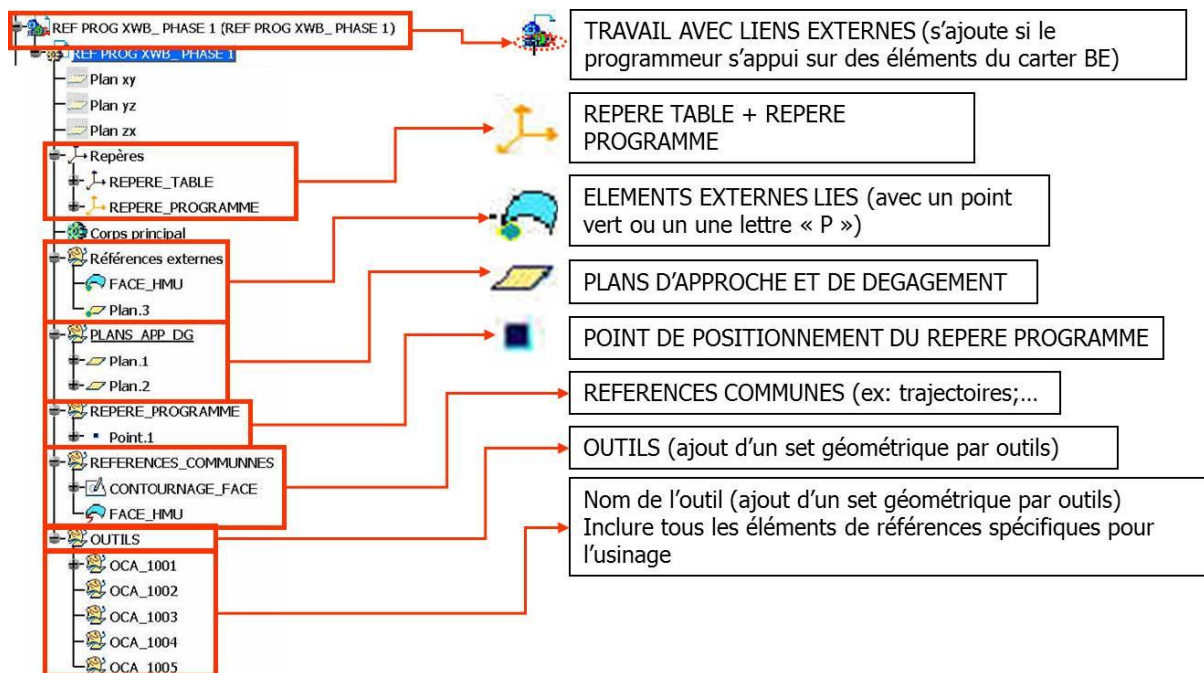 REF PROG XWB_ PHASE 1 (REF PROG XWB_ PHASE 1)
REF PROG XWB_ PHASE 1
Plan xy
Plan yz
Plan zx
Repères
REPERE_TABLE
REPERE_PROGRAMME
Corps principal
Références externes
FACE_HMU
Plan.3
PLANS_APP_DG
Plan.1
Plan.2
REPERE_PROGRAMME
Point.1
REFERENCES_COMMUNNES
CONTOURNAGE_FACE
FACE_HMU
OUTILS
OCA_1001
OCA_1002
OCA_1003
OCA_1004
OCA_1005
TRAVAIL AVEC LIENS EXTERNES (s’ajoute si le
programmeur s’appui sur des éléments du carter BE)
REPERE TABLE + REPERE
PROGRAMME
ELEMENTS EXTERNES LIES (avec un point
vert ou un une lettre « P »)
PLANS D’APPROCHE ET DE DEGAGEMENT
POINT DE POSITIONNEMENT DU REPERE PROGRAMME
REFERENCES COMMUNES (ex: trajectoires;…
OUTILS (ajout d’un set géométrique par outils)
Nom de l’outil (ajout d’un set géométrique par outils)
Inclure tous les éléments de références spécifiques pour
l’usinage